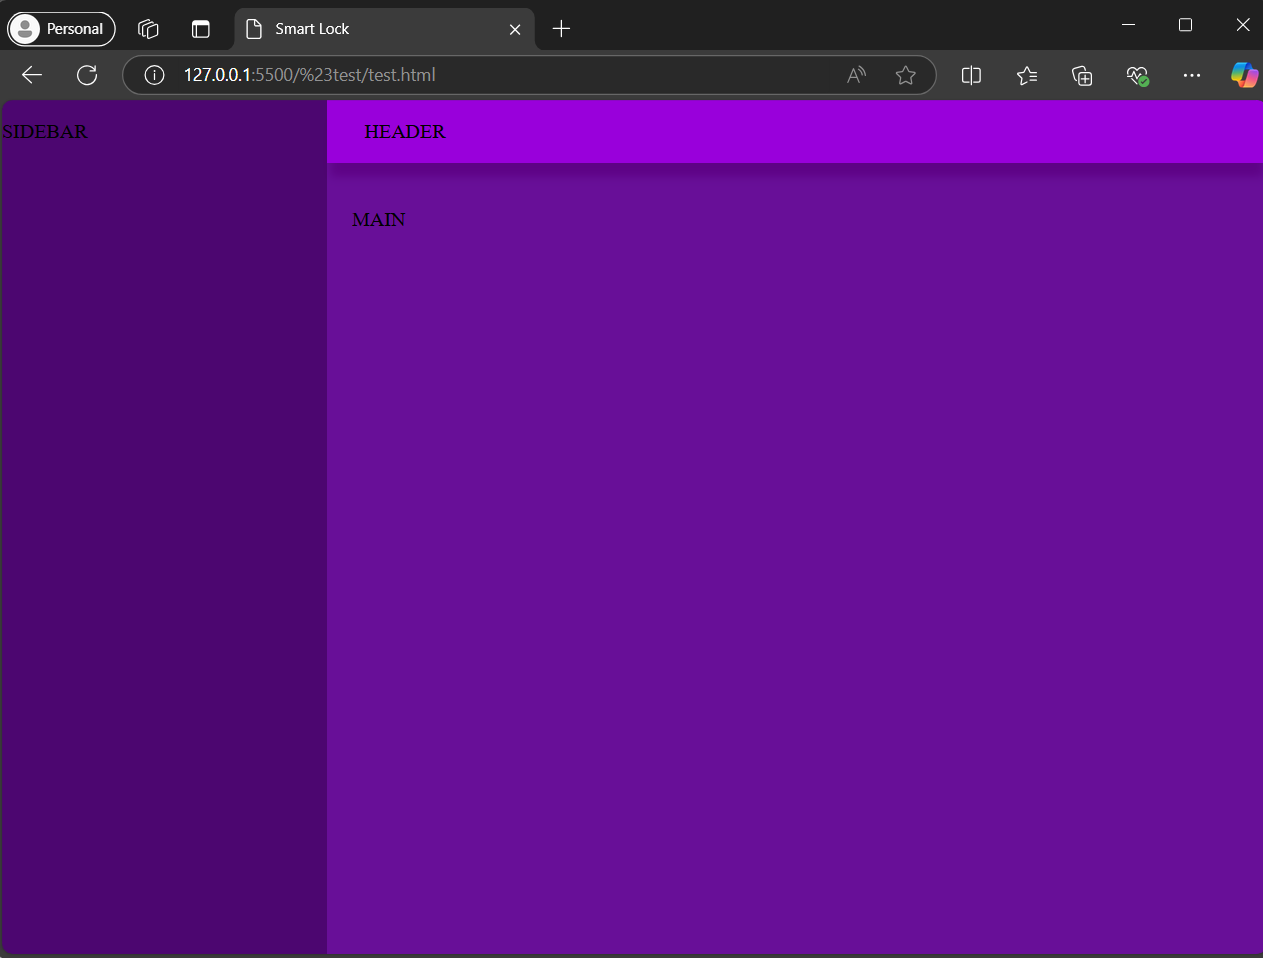 Personal
Smart Lock
127.0.0.1:5500/%23test/test.html
A
SIDEBAR
HEADER
MAIN